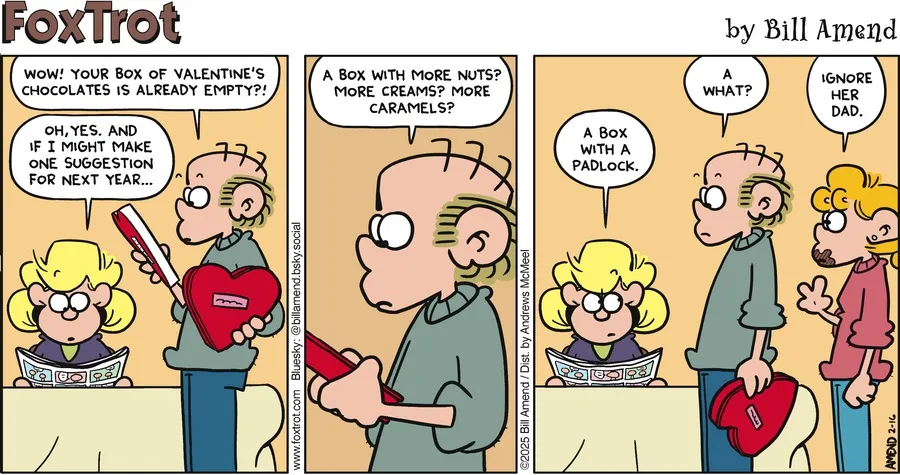 FoxTrot
by Bill Amend
WOW! YOUR BOX OF VALENTINE'S
CHOCOLATES IS ALREADY EMPTY?!
OH, YES. AND
IF I MIGHT MAKE
ONE SUGGESTION
FOR NEXT YEAR...
www.foxtrot.com Bluesky: @billamend.bsky.social
A BOX WITH MORE NUTS?
MORE CREAMS? MORE
CARAMELS?
©2025 Bill Amend / Dist. by Andrews McMeel
A BOX
WITH A
PADLOCK.
A
WHAT?
IGNORE
HER
DAD.
AMEND 2-16